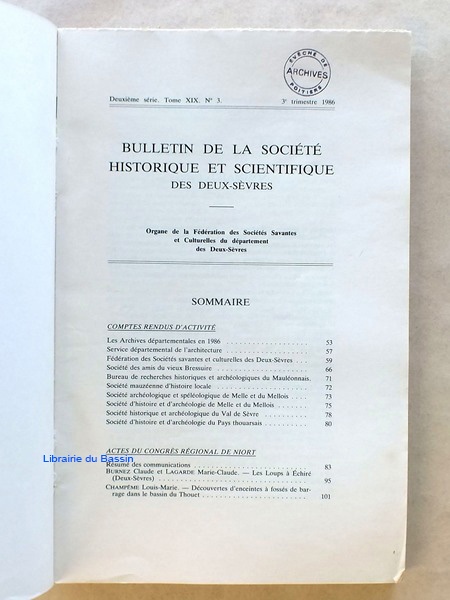 ÉVÊCHÉ DE
ARCHIVES
POITIERS
Deuxième série. Tome XIX. N° 3. 3e trimestre 1986
BULLETIN DE LA SOCIÉTÉ
HISTORIQUE ET SCIENTIFIQUE
DES DEUX-SÈVRES
Organe de la Fédération des Sociétés Savantes
et Culturelles du département
des Deux-Sèvres
SOMMAIRE
COMPTES RENDUS D'ACTIVITÉ
Les Archives départementales en 1986 .................... 53
Service départemental de l'architecture .................... 57
Fédération des Sociétés savantes et culturelles des Deux-Sèvres ... 59
Société des amis du vieux Bressuire .................... 66
Bureau de recherches historiques et archéologiques du Mauléonnais. 71
Société mauzéenne d'histoire locale .................... 72
Société archéologique et spéléologique de Melle et du Mellois .... 73
Société d'histoire et d'archéologie de Melle et du Mellois ....... 75
Société historique et archéologique du Val de Sèvre .......... 78
Société d'histoire et d'archéologie du Pays thouarsais .......... 80
ACTES DU CONGRÈS RÉGIONAL DE NIORT
Résumé des communications .................... 83
BURNEZ Claude et LAGARDE Marie-Claude. — Les Loups à Échiré
(Deux-Sèvres) .................... 95
CHAMPÊME Louis-Marie. — Découvertes d'enceintes à fossés de bar-
rage dans le bassin du Thouet .................... 101
Librairie du Bassin